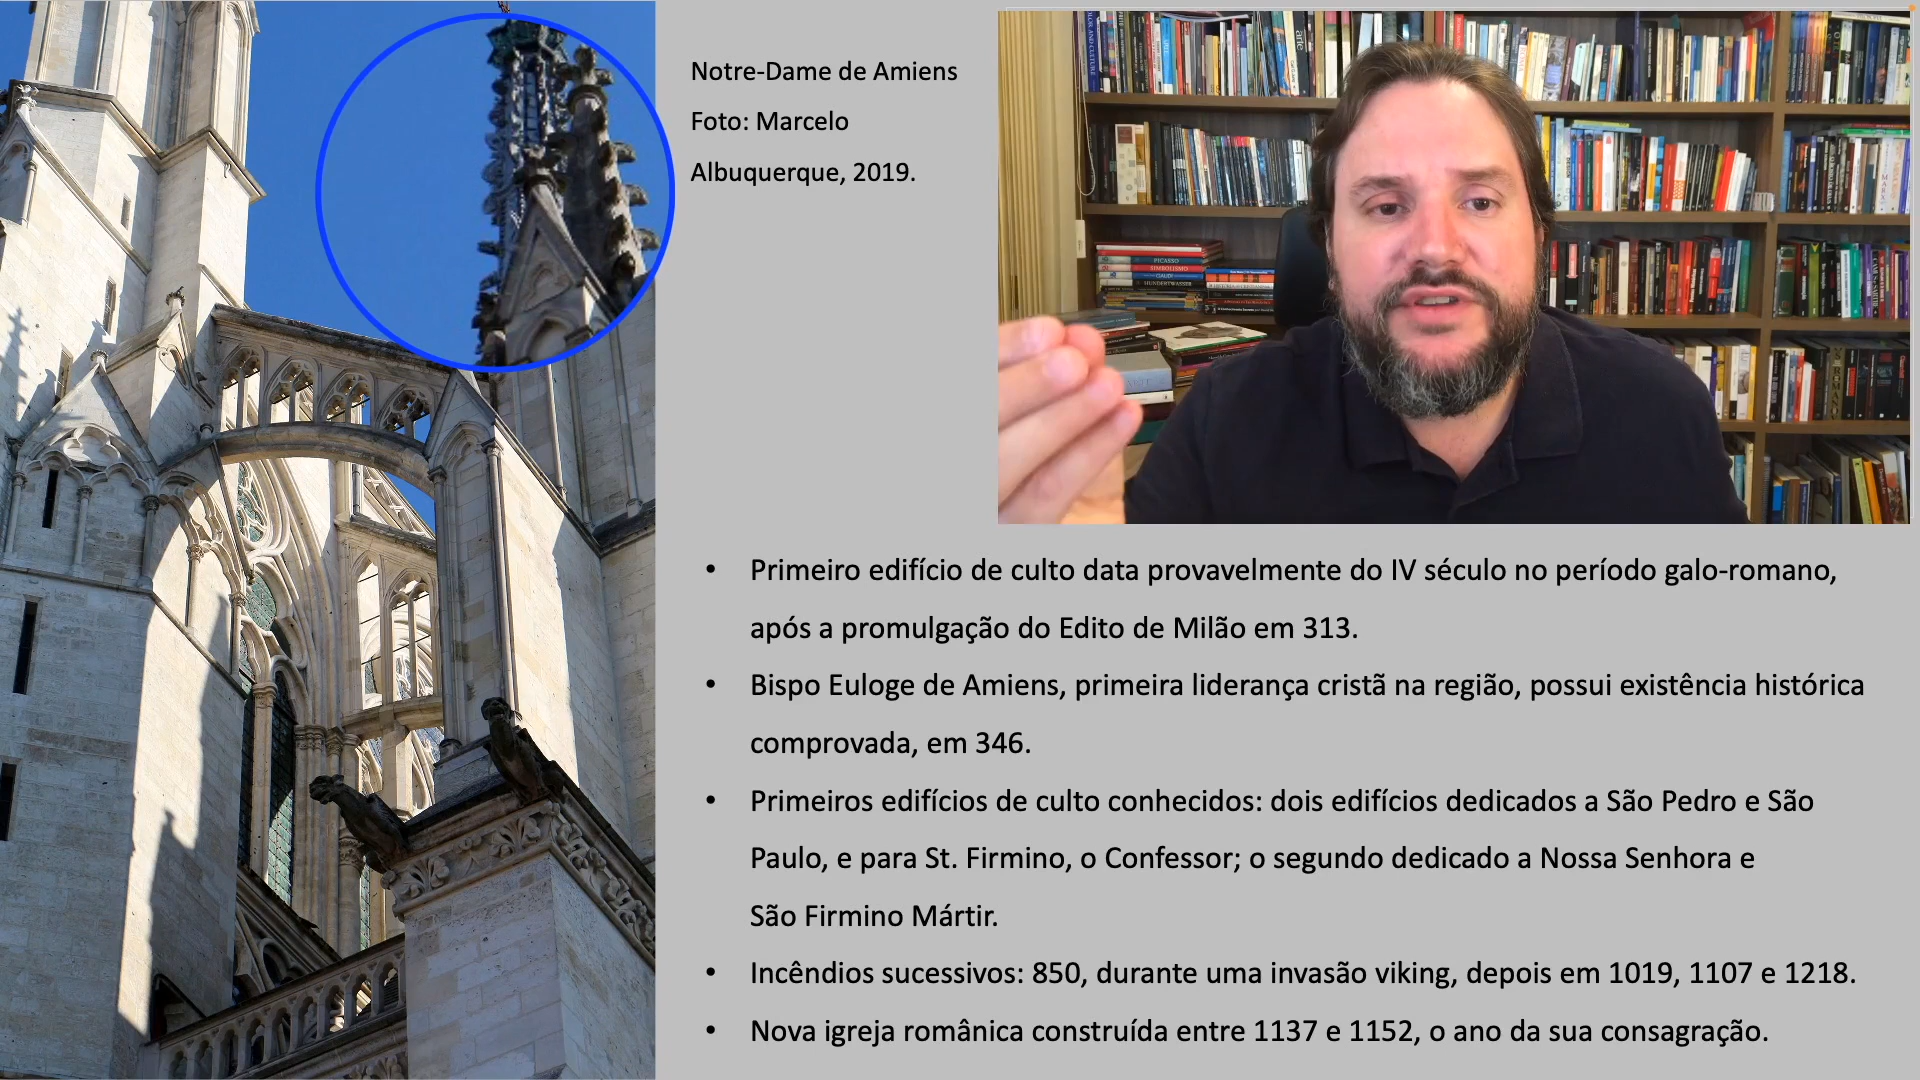 Notre-Dame de Amiens
Foto: Marcelo
Albuquerque, 2019.
PICASSO
SIMBOLISMO
GAUDÍ
HUNDERTWASSER
• Primeiro edifício de culto data provavelmente do IV século no período galo-romano,
após a promulgação do Edito de Milão em 313.
• Bispo Euloge de Amiens, primeira liderança cristã na região, possui existência histórica
comprovada, em 346.
• Primeiros edifícios de culto conhecidos: dois edifícios dedicados a São Pedro e São
Paulo, e para St. Firmino, o Confessor; o segundo dedicado a Nossa Senhora e
São Firmino Mártir.
• Incêndios sucessivos: 850, durante uma invasão viking, depois em 1019, 1107 e 1218.
• Nova igreja românica construída entre 1137 e 1152, o ano da sua consagração.